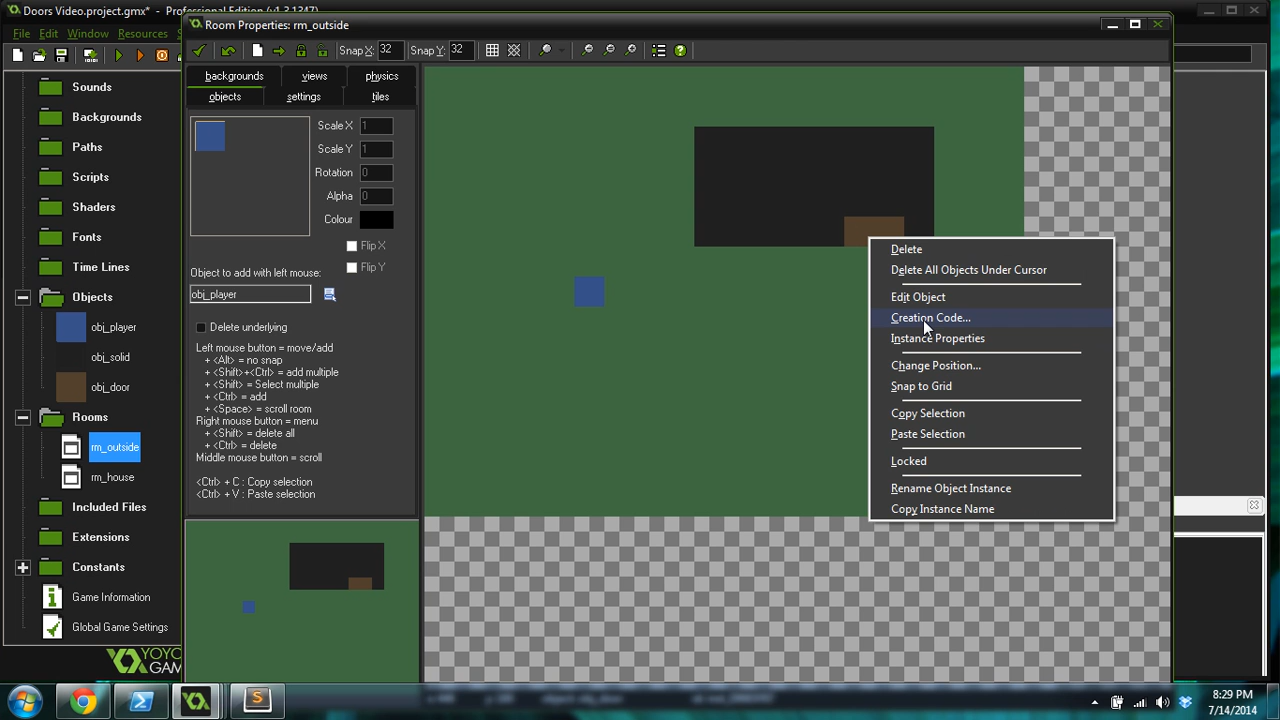 Doors Video.project.gmx*
Room Properties: rm_outside
File Edit Window Resources
Snap X: 32 Snap Y: 32
backgrounds views physics
objects settings tiles
Scale X 1
Scale Y 1
Rotation 0
Alpha 0
Colour
Flip X
Flip Y
Object to add with left mouse:
obj_player
Delete underlying
Left mouse button = move/add
+ <Alt> = no snap
+ <Shift>+<Ctrl> = add multiple
+ <Shift> = Select multiple
+ <Ctrl> = add
+ <Space> = scroll room
Right mouse button = menu
+ <Shift> = delete all
+ <Ctrl> = delete
Middle mouse button = scroll
<Ctrl> + C : Copy selection
<Ctrl> + V : Paste selection
Sounds
Backgrounds
Paths
Scripts
Shaders
Fonts
Time Lines
Objects
obj_player
obj_solid
obj_door
Rooms
rm_outside
rm_house
Included Files
Extensions
Constants
Game Information
Global Game Settings
Delete
Delete All Objects Under Cursor
Edit Object
Creation Code...
Instance Properties
Change Position...
Snap to Grid
Copy Selection
Paste Selection
Locked
Rename Object Instance
Copy Instance Name
8:29 PM
7/14/2014